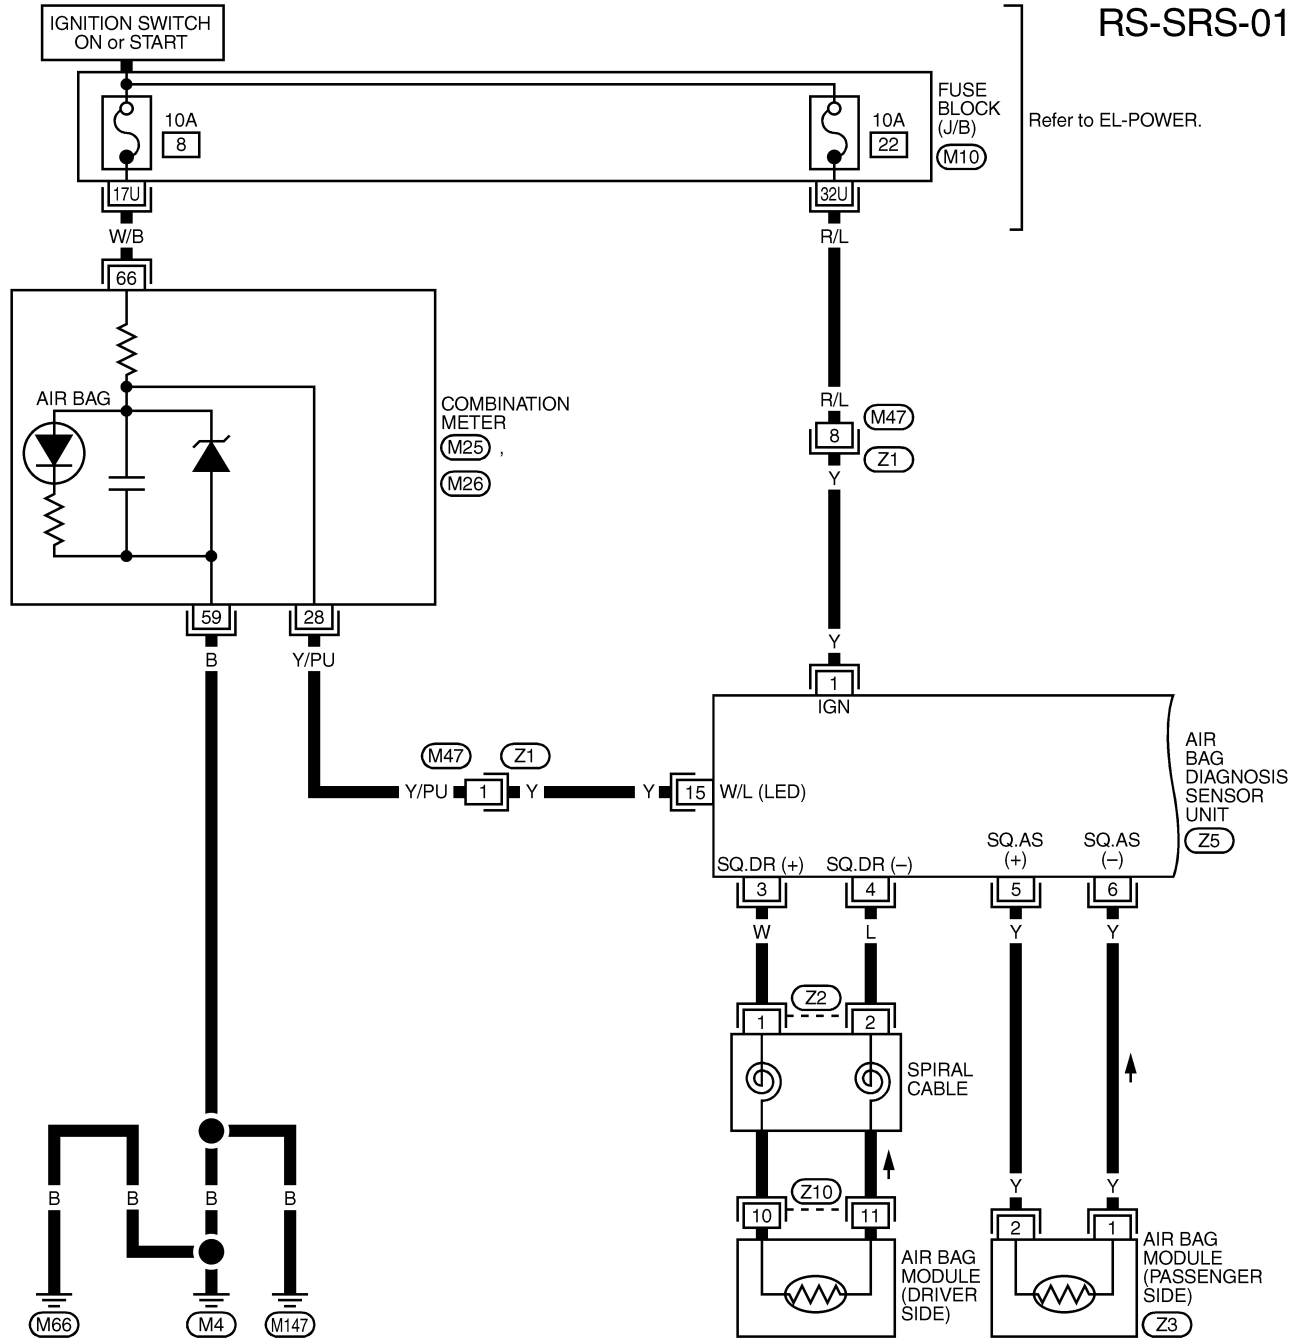 RS-SRS-01
IGNITION SWITCH
ON or START
10A
8
10A
22
FUSE
BLOCK
(J/B)
M10
Refer to EL-POWER.
17U
32U
W/B
R/L
66
AIR BAG
COMBINATION
METER
M25 ,
M26
R/L
M47
8
Z1
Y
59
28
B
Y/PU
Y
1
IGN
M47
Z1
Y/PU
1
Y
Y
15
W/L (LED)
AIR
BAG
DIAGNOSIS
SENSOR
UNIT
Z5
SQ.DR (+)
SQ.DR (–)
SQ.AS
(+)
SQ.AS
(–)
3
4
5
6
W
L
Y
Y
Z2
1
2
SPIRAL
CABLE
Z10
10
11
AIR BAG
MODULE
(DRIVER
SIDE)
Y
Y
2
1
AIR BAG
MODULE
(PASSENGER
SIDE)
Z3
B
B
B
B
M66
M4
M147